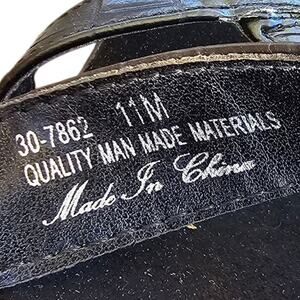 30-7862 11M
QUALITY MAN MADE MATERIALS
Made In China